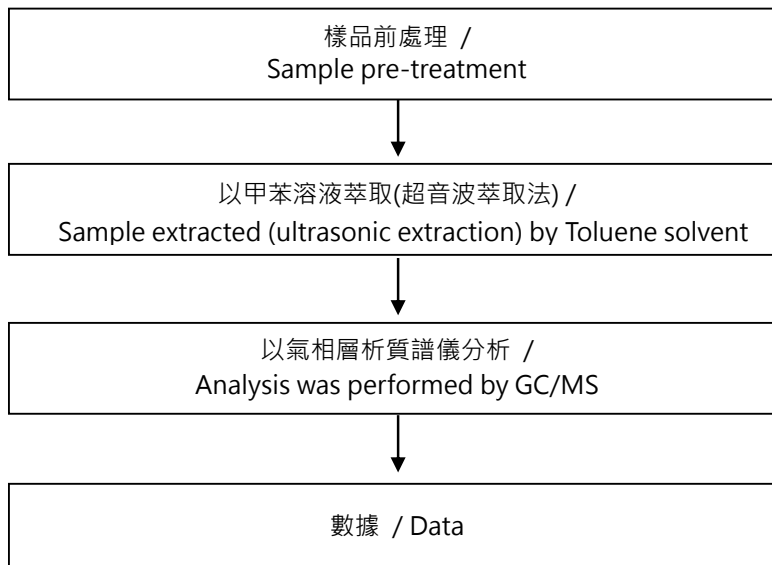 樣品前處理 /
Sample pre-treatment
以甲苯溶液萃取(超音波萃取法) /
Sample extracted (ultrasonic extraction) by Toluene solvent
以氣相層析質譜儀分析 /
Analysis was performed by GC/MS
數據 / Data